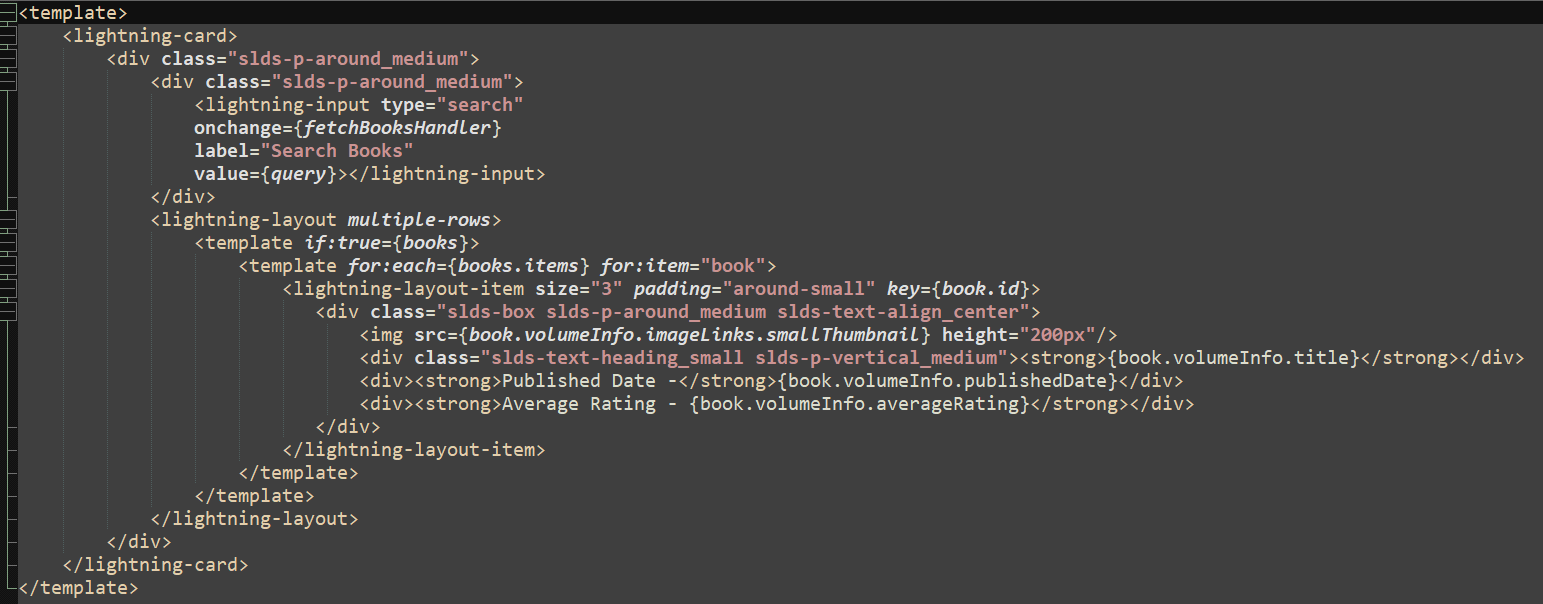 <template>
    <lightning-card>
        <div class="slds-p-around_medium">
            <div class="slds-p-around_medium">
                <lightning-input type="search"
                onchange={fetchBooksHandler}
                label="Search Books"
                value={query}></lightning-input>
            </div>
            <lightning-layout multiple-rows>
                <template if:true={books}>
                    <template for:each={books.items} for:item="book">
                        <lightning-layout-item size="3" padding="around-small" key={book.id}>
                           <div class="slds-box slds-p-around_medium slds-text-align_center">
                               <img src={book.volumeInfo.imageLinks.smallThumbnail} height="200px"/>
                               <div class="slds-text-heading_small slds-p-vertical_medium"><strong>{book.volumeInfo.title}</strong></div>
                               <div><strong>Published Date -</strong>{book.volumeInfo.publishedDate}</div>
                               <div><strong>Average Rating - {book.volumeInfo.averageRating}</strong></div>
                           </div>
                        </lightning-layout-item>
                    </template>
                </template>
            </lightning-layout>
        </div>
    </lightning-card>
</template>